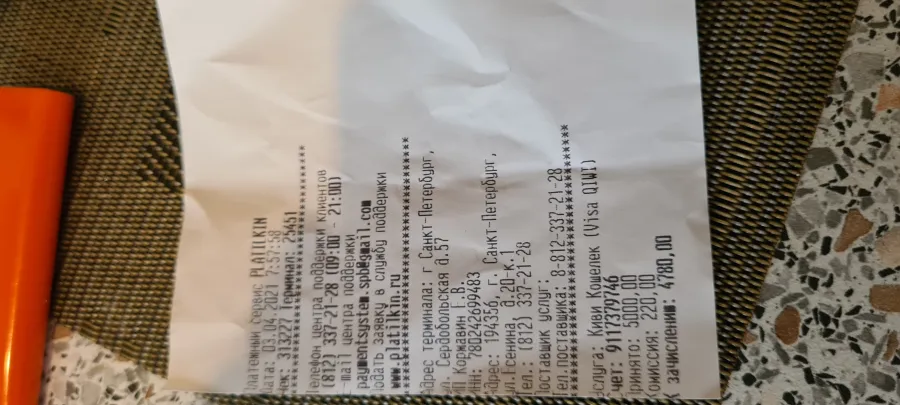 Платежный сервис PLATILKIN
Дата: 03.04.2021 7:57:58
Чек: 313227 Терминал: 23451
********************************
Телефон центра поддержки клиентов
(812) 337-21-28 (09:00 - 21:00)
E-mail центра поддержки
paymentsystem.spb@gmail.com
Подать заявку в службу поддержки
www.platilkin.ru
********************************
Адрес терминала: г Санкт-Петербург,
ул. Сердобольская д.57
ИП Коржавин Г.В.
ИНН: 780242699483
Адрес: 194356, г. Санкт-Петербург,
ул.Есенина д.20-к.1
Тел.: (812) 337-21-28
Поставщик услуг:
Тел.поставщика: 8-812-337-21-28
********************************
Услуга: Киви Кошелек (Visa QIWI)
Счет: 9117379746
Принято: 5000,00
Комиссия: 220,00
К зачислению: 4780,00